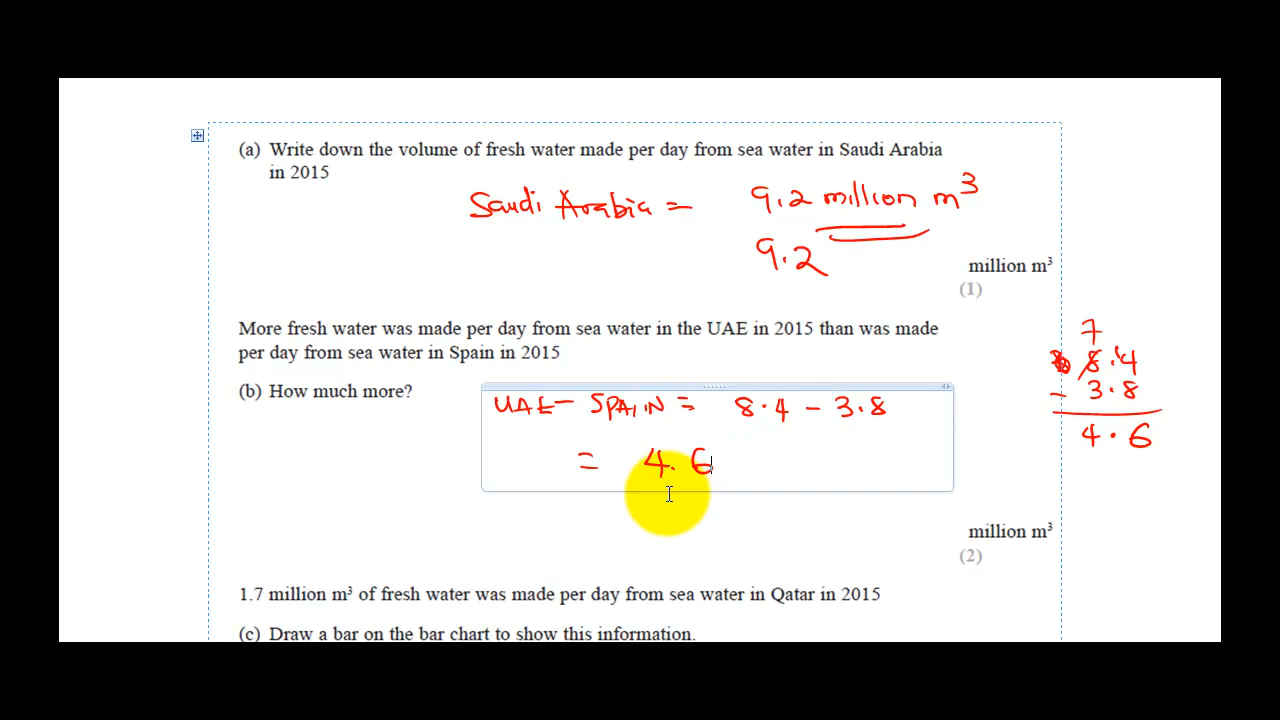 (a) Write down the volume of fresh water made per day from sea water in Saudi Arabia
in 2015
Saudi Arabia = 9.2 million m³
9.2
million m³
(1)
More fresh water was made per day from sea water in the UAE in 2015 than was made
per day from sea water in Spain in 2015
(b) How much more?
UAE - SPAIN = 8.4 - 3.8
= 4.6
7
8.¹4
- 3.8
4.6
million m³
(2)
1.7 million m³ of fresh water was made per day from sea water in Qatar in 2015
(c) Draw a bar on the bar chart to show this information.